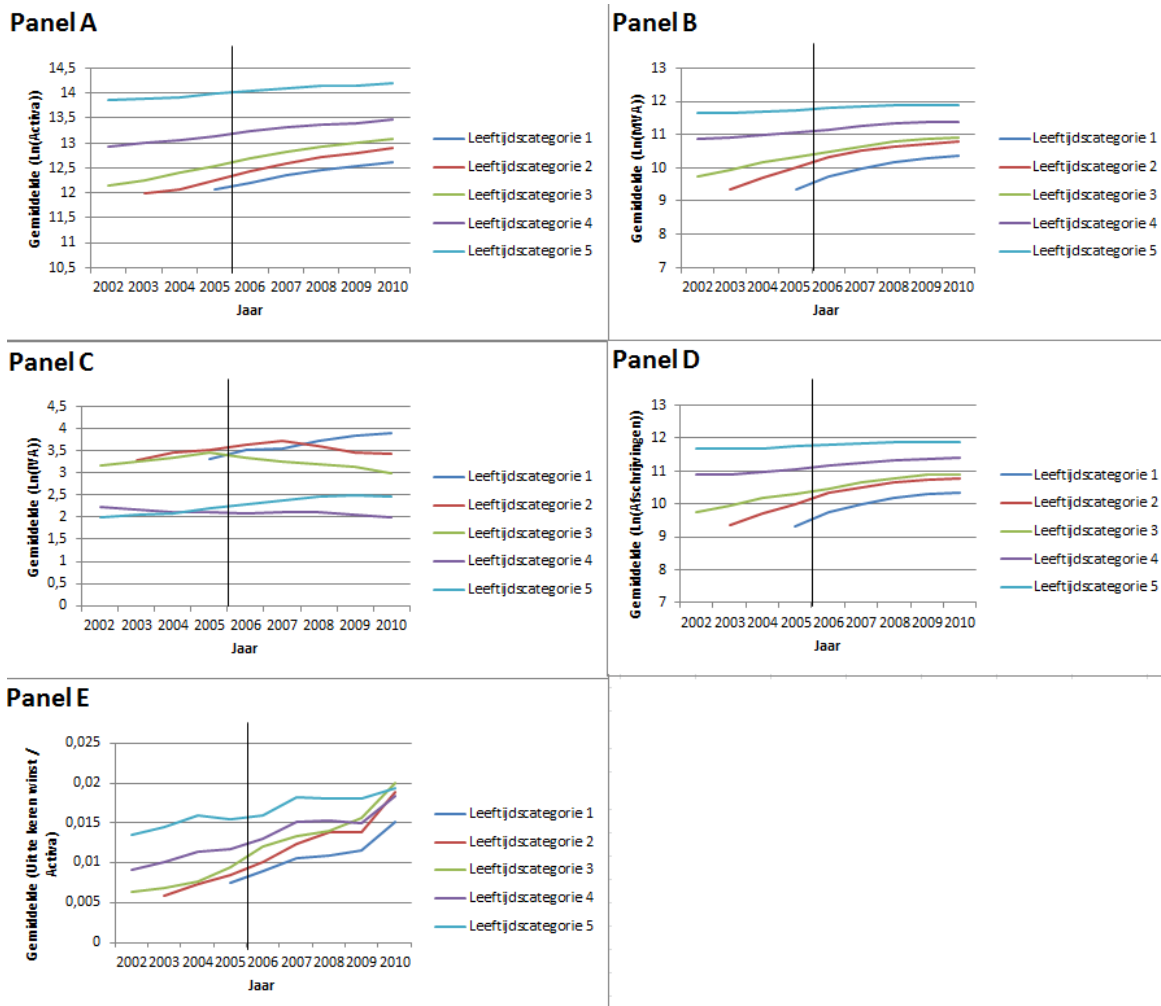 Panel A
Gemiddelde (Ln(Activa))
14,5
14
13,5
13
12,5
12
11,5
11
10,5
2002 2003 2004 2005 2006 2007 2008 2009 2010
Jaar
Leeftijdscategorie 1
Leeftijdscategorie 2
Leeftijdscategorie 3
Leeftijdscategorie 4
Leeftijdscategorie 5
Panel B
Gemiddelde (Ln(MVA))
13
12
11
10
9
8
7
2002 2003 2004 2005 2006 2007 2008 2009 2010
Jaar
Leeftijdscategorie 1
Leeftijdscategorie 2
Leeftijdscategorie 3
Leeftijdscategorie 4
Leeftijdscategorie 5
Panel C
Gemiddelde (Ln(IVA))
4,5
4
3,5
3
2,5
2
1,5
1
0,5
0
2002 2003 2004 2005 2006 2007 2008 2009 2010
Jaar
Leeftijdscategorie 1
Leeftijdscategorie 2
Leeftijdscategorie 3
Leeftijdscategorie 4
Leeftijdscategorie 5
Panel D
Gemiddelde (Ln(Afschrijvingen))
13
12
11
10
9
8
7
2002 2003 2004 2005 2006 2007 2008 2009 2010
Jaar
Leeftijdscategorie 1
Leeftijdscategorie 2
Leeftijdscategorie 3
Leeftijdscategorie 4
Leeftijdscategorie 5
Panel E
Gemiddelde (Uit te keren winst /
Activa)
0,025
0,02
0,015
0,01
0,005
0
2002 2003 2004 2005 2006 2007 2008 2009 2010
Jaar
Leeftijdscategorie 1
Leeftijdscategorie 2
Leeftijdscategorie 3
Leeftijdscategorie 4
Leeftijdscategorie 5